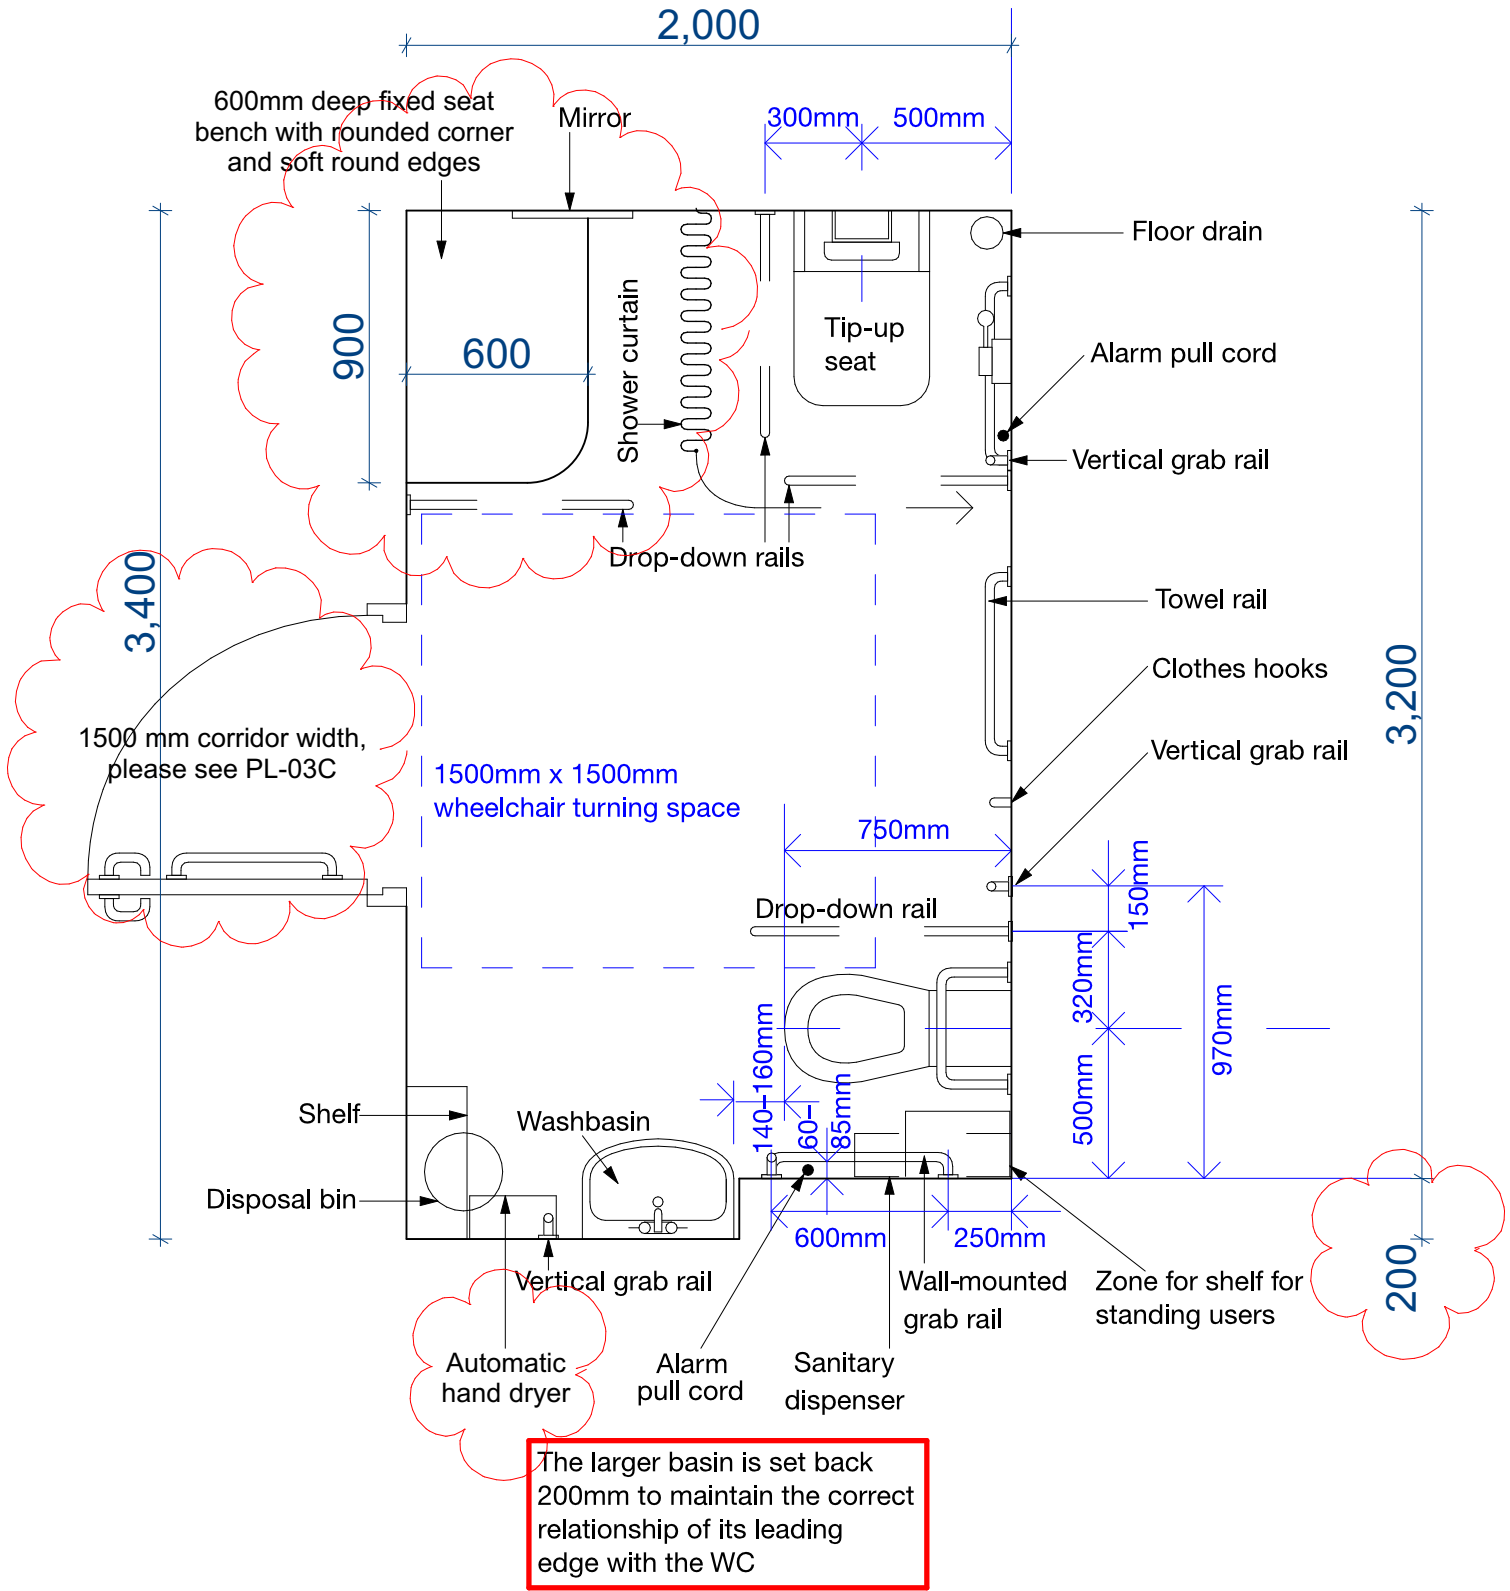 2,000
600mm deep fixed seat
bench with rounded corner
and soft round edges
Mirror
300mm
500mm
Floor drain
Shower curtain
Tip-up
seat
900
600
Alarm pull cord
Vertical grab rail
Drop-down rails
3,400
Towel rail
Clothes hooks
3,200
1500 mm corridor width,
please see PL-03C
Vertical grab rail
1500mm x 1500mm
wheelchair turning space
750mm
150mm
Drop-down rail
320mm
970mm
140–160mm
60–
85mm
500mm
Shelf
Washbasin
Disposal bin
600mm
250mm
200
Vertical grab rail
Wall-mounted
grab rail
Zone for shelf for
standing users
Automatic
hand dryer
Alarm
pull cord
Sanitary
dispenser
The larger basin is set back
200mm to maintain the correct
relationship of its leading
edge with the WC